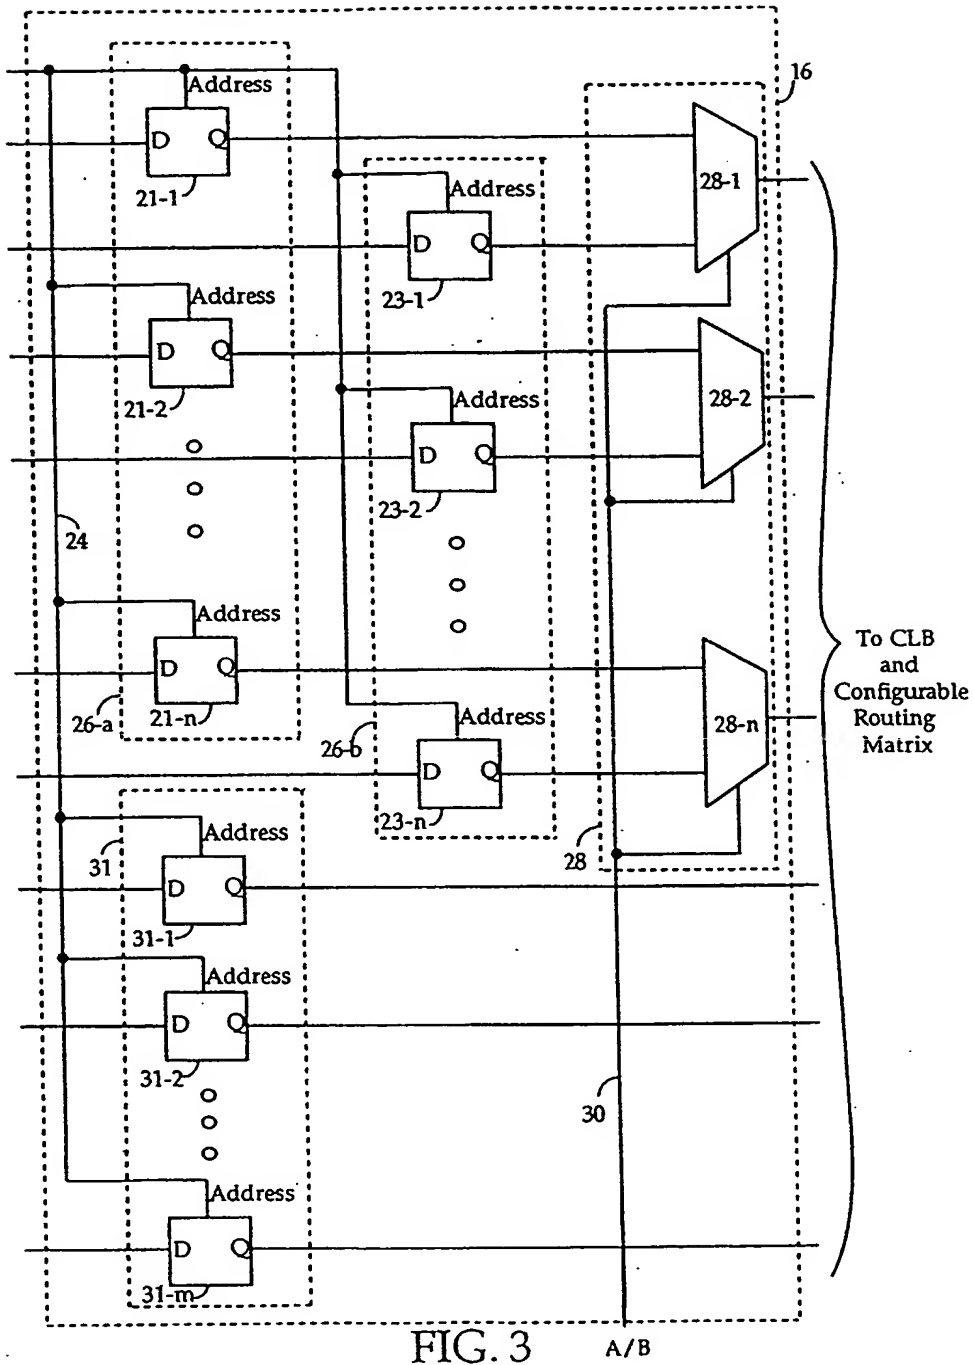 16
Address
D Q
21-1
28-1
Address
D Q
23-1
Address
D Q
21-2
28-2
Address
D Q
23-2
24
Address
D Q
21-n
26-a
To CLB
and
Configurable
Routing
Matrix
28-n
Address
D Q
23-n
26-b
28
31
Address
D Q
31-1
Address
D Q
31-2
30
Address
D Q
31-m
FIG. 3
A/B